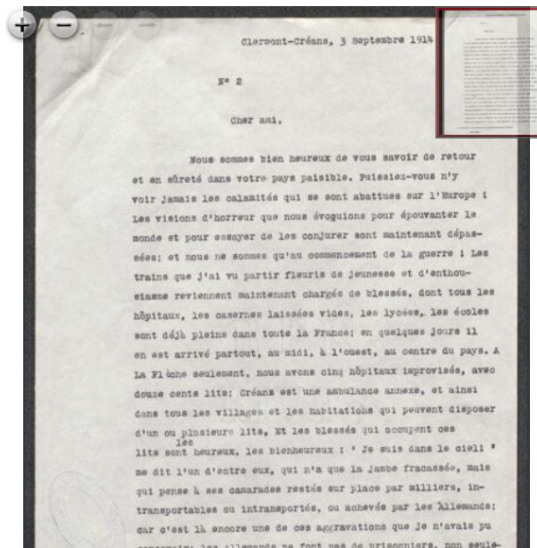 Clermont-Créans, 3 Septembre 1914
N° 2
Cher ami,
Nous sommes bien heureux de vous savoir de retour
et en sûreté dans votre pays paisible. Puissiez-vous n'y
voir jamais les calamités qui se sont abattues sur l'Europe !
Les visions d'horreur que nous évoquions pour épouvanter le
monde et pour essayer de les conjurer sont maintenant dépas-
sées; et nous ne sommes qu'au commencement de la guerre ! Les
trains que j'ai vu partir fleuris de jeunesse et d'enthou-
siasme reviennent maintenant chargés de blessés, dont tous les
hôpitaux, les casernes laissées vides, les lycées, les écoles
sont déjà pleins dans toute la France; en quelques jours il
en est arrivé partout, au midi, à l'ouest, au centre du pays. A
La Flèche seulement, nous avons cinq hôpitaux improvisés, avec
douze cents lits; Créans est une ambulance annexe, et ainsi
dans tous les villages et les habitations qui peuvent disposer
d'un ou plusieurs lits. Et les blessés qui occupent ces
les
lits sont heureux, les bienheureux : " Je suis dans le ciel! "
me dit l'un d'entre eux, qui n'a que la jambe fracassée, mais
qui pense à ses camarades restés sur place par milliers, in-
transportables ou intransportés, ou achevés par les Allemands;
car c'est là encore une de ces aggravations que je n'avais pu
concevoir: les Allemands ne font pas de prisonniers, non seule-